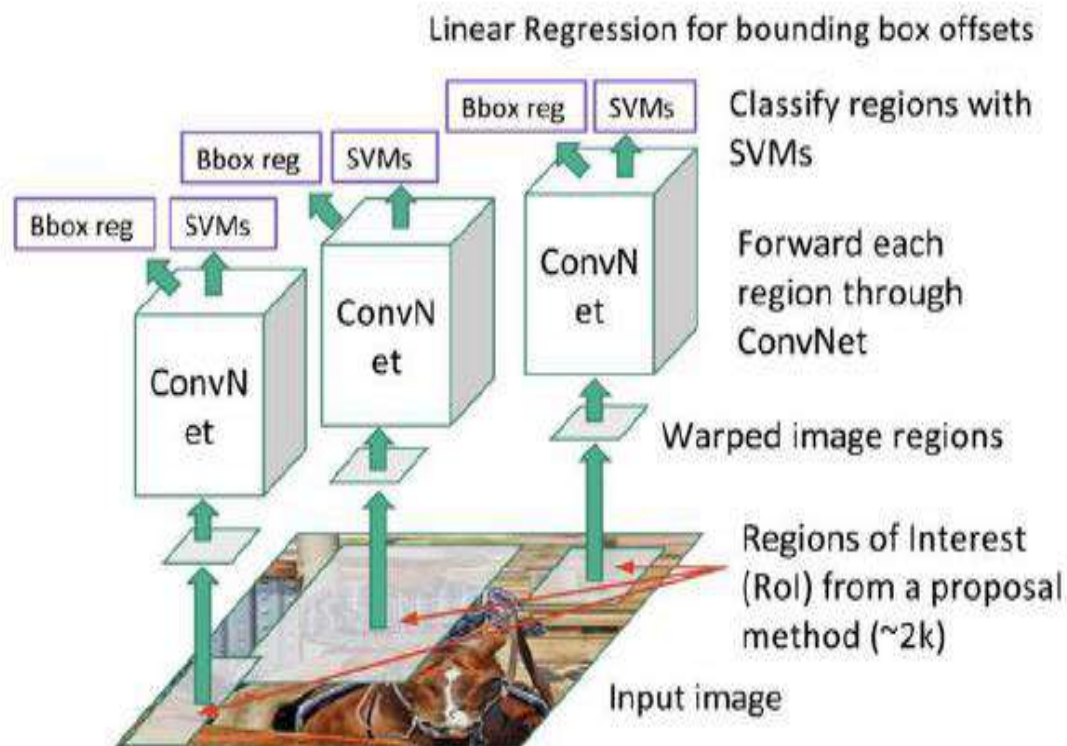 Linear Regression for bounding box offsets
Bbox reg
SVMs
Classify regions with
SVMs
Bbox reg
SVMs
Bbox reg
SVMs
ConvN
et
Forward each
region through
ConvNet
ConvN
et
ConvN
et
Warped image regions
Regions of Interest
(RoI) from a proposal
method (~2k)
Input image